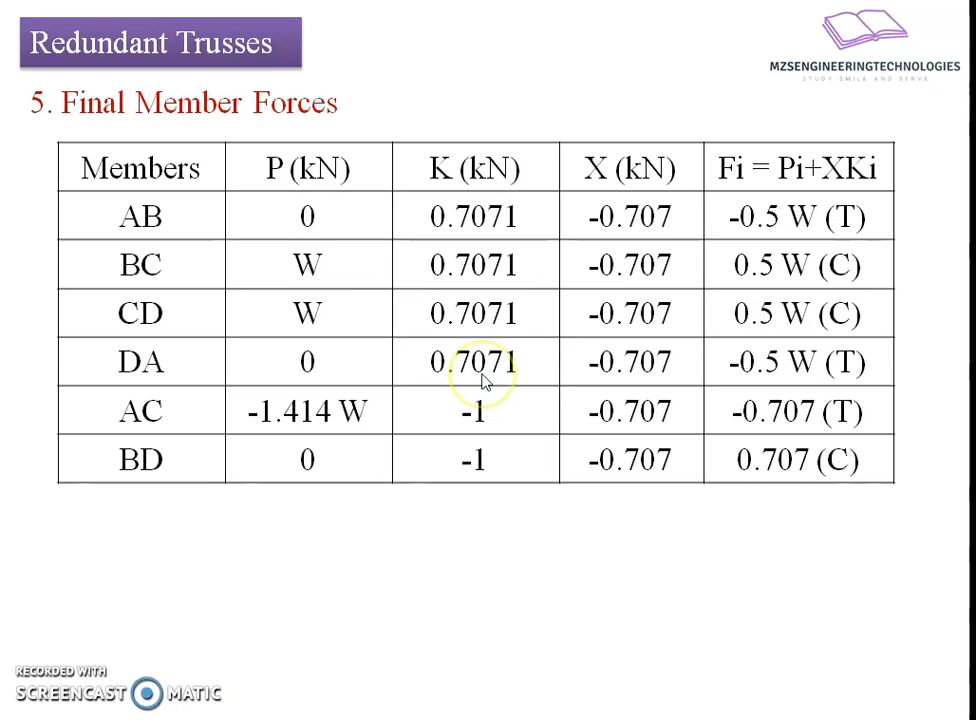 Redundant Trusses
MZSENGINEERINGTECHNOLOGIES
STUDY SMILE AND SERVE
5. Final Member Forces
Members P (kN) K (kN) X (kN) Fi = Pi+XKi
AB 0 0.7071 -0.707 -0.5 W (T)
BC W 0.7071 -0.707 0.5 W (C)
CD W 0.7071 -0.707 0.5 W (C)
DA 0 0.7071 -0.707 -0.5 W (T)
AC -1.414 W -1 -0.707 -0.707 (T)
BD 0 -1 -0.707 0.707 (C)
RECORDED WITH
SCREENCAST MATIC